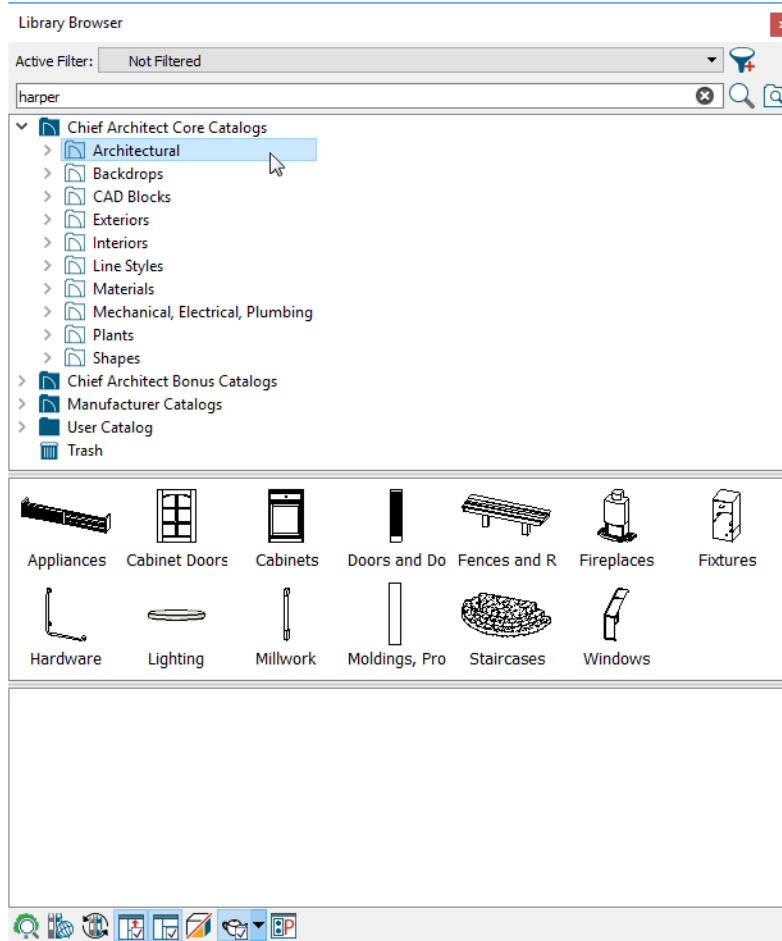 Library Browser
Active Filter: Not Filtered
harper
Chief Architect Core Catalogs
Architectural
Backdrops
CAD Blocks
Exteriors
Interiors
Line Styles
Materials
Mechanical, Electrical, Plumbing
Plants
Shapes
Chief Architect Bonus Catalogs
Manufacturer Catalogs
User Catalog
Trash
Appliances Cabinet Doors Cabinets Doors and Do Fences and R Fireplaces Fixtures
Hardware Lighting Millwork Moldings, Pro Staircases Windows
P